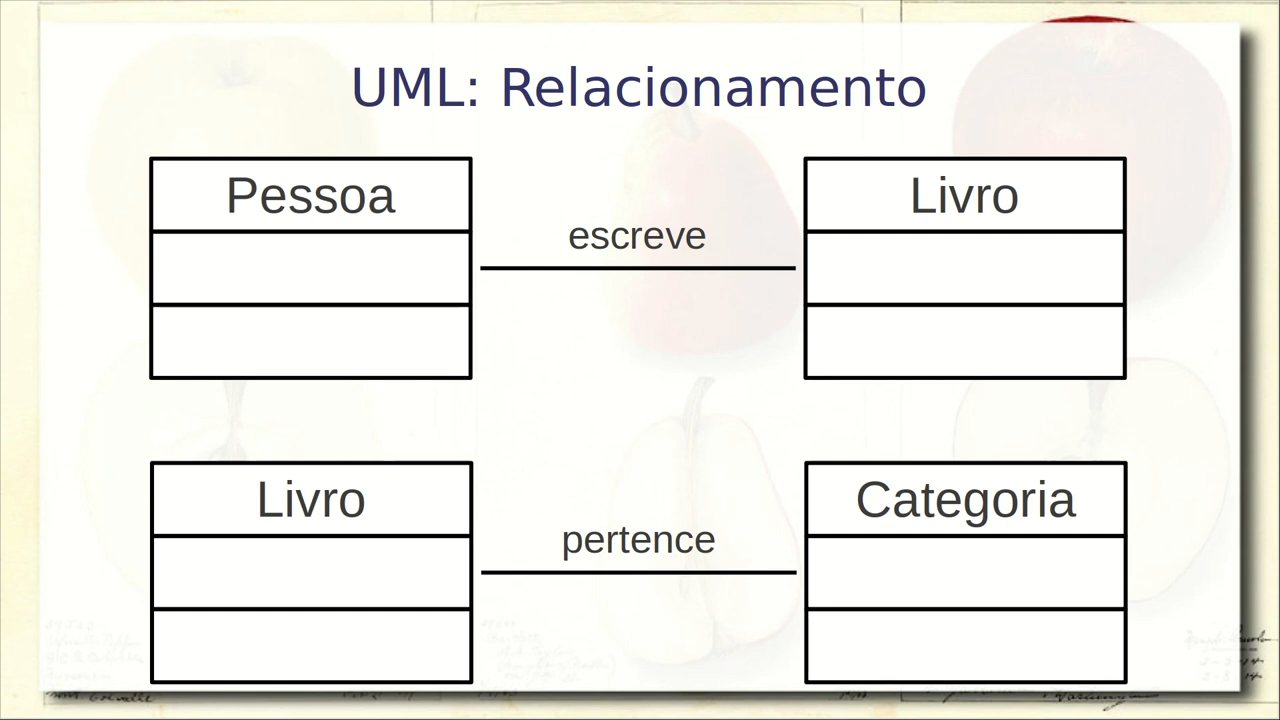 UML: Relacionamento
Pessoa
escreve
Livro
Livro
pertence
Categoria